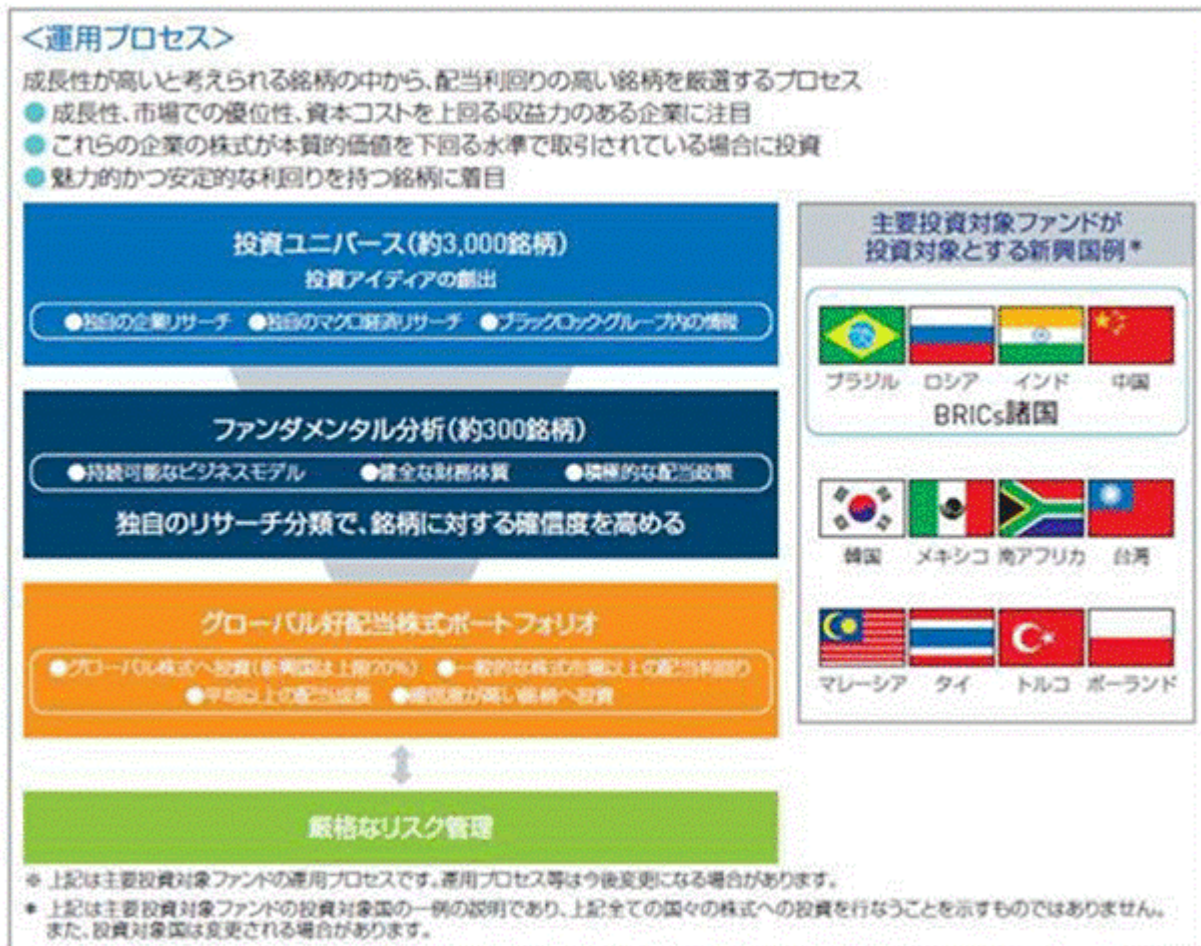 <運用プロセス>
成長性が高いと考えられる銘柄の中から、配当利回りの高い銘柄を厳選するプロセス
● 成長性、市場での優位性、資本コストを上回る収益力のある企業に注目
● これらの企業の株式が本質的価値を下回る水準で取引されている場合に投資
● 魅力的かつ安定的な利回りを持つ銘柄に着目
投資ユニバース(約3,000銘柄)
投資アイディアの創出
●独自の企業リサーチ ●独自のマクロ経済リサーチ ●ブラックロック・グループ内の情報
ファンダメンタル分析(約300銘柄)
●持続可能なビジネスモデル ●健全な財務体質 ●積極的な配当政策
独自のリサーチ分類で、銘柄に対する確信度を高める
グローバル好配当株式ポートフォリオ
●グローバル株式へ投資(新興国は上限20%) ●一般的な株式市場以上の配当利回り
●平均以上の配当成長 ●確信度が高い銘柄へ投資
厳格なリスク管理
主要投資対象ファンドが
投資対象とする新興国例*
ブラジル ロシア インド 中国
BRICs諸国
韓国 メキシコ 南アフリカ 台湾
マレーシア タイ トルコ ポーランド
※ 上記は主要投資対象ファンドの運用プロセスです。運用プロセス等は今後変更になる場合があります。
* 上記は主要投資対象ファンドの投資対象国の一例の説明であり、上記全ての国々の株式への投資を行なうことを示すものではありません。
また、投資対象国は変更される場合があります。